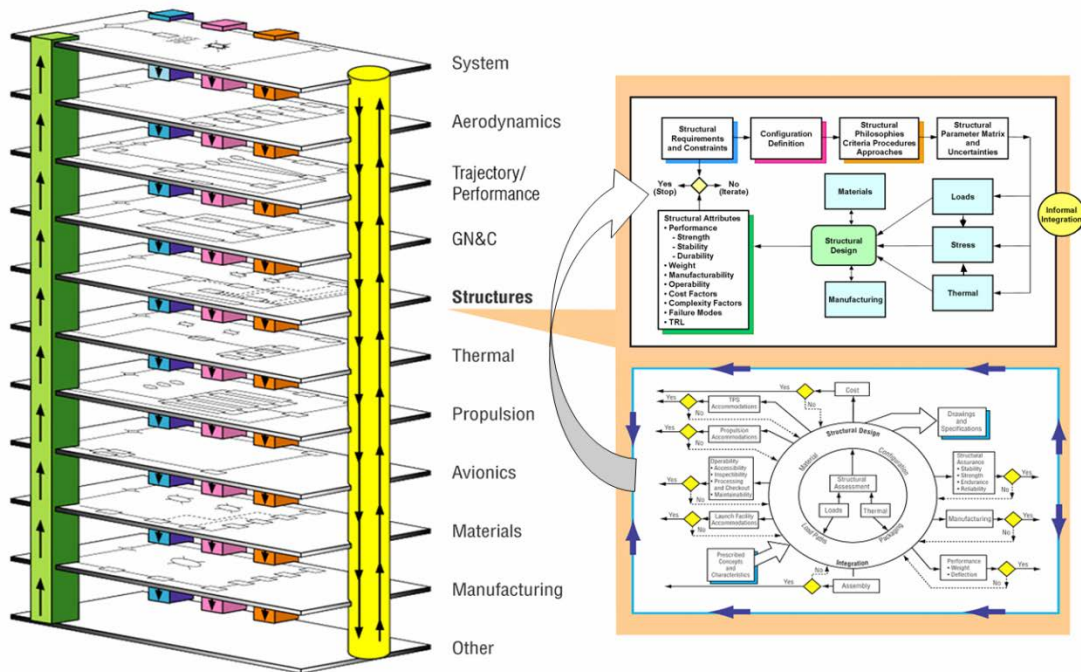 System
Aerodynamics
Trajectory/
Performance
GN&C
Structures
Thermal
Propulsion
Avionics
Materials
Manufacturing
Other
Structural
Requirements
and Constraints
Configuration
Definition
Structural
Philosophies
Criteria Procedures
Approaches
Structural
Parameter Matrix
and
Uncertainties
Yes
(Stop)
No
(Iterate)
Materials
Loads
Informal
Integration
Structural Attributes
• Performance
- Strength
- Stability
- Durability
• Weight
• Manufacturability
• Operability
• Cost Factors
• Complexity Factors
• Failure Modes
• TRL
Structural
Design
Stress
Manufacturing
Thermal
Yes
Cost
No
Yes
TPS
Accommodations
No
Drawings
and
Specifications
Yes
Propulsion
Accommodations
No
Structural Design
Material
Configuration
Structural
Assessment
Loads
Thermal
Load Paths
Packaging
Integration
Yes
Operability
• Accessibility
• Inspectibility
• Processing
and Checkout
• Maintainability
No
Structural
Assurance
• Stability
• Strength
• Endurance
• Reliability
Yes
No
Yes
Launch Facility
Accommodations
No
Manufacturing
Yes
No
Prescribed
Concepts
and
Characteristics
Performance
• Weight
• Deflection
Yes
No
Yes
No
Assembly